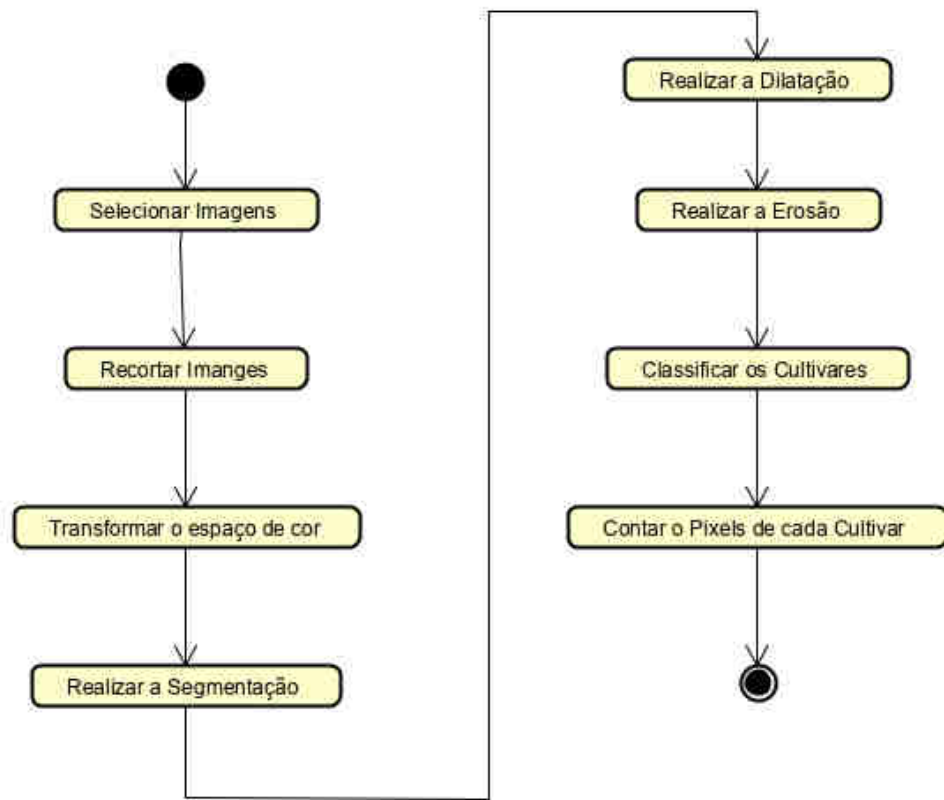 Selecionar Imagens
Recortar Imanges
Transformar o espaço de cor
Realizar a Segmentação
Realizar a Dilatação
Realizar a Erosão
Classificar os Cultivares
Contar o Pixels de cada Cultivar